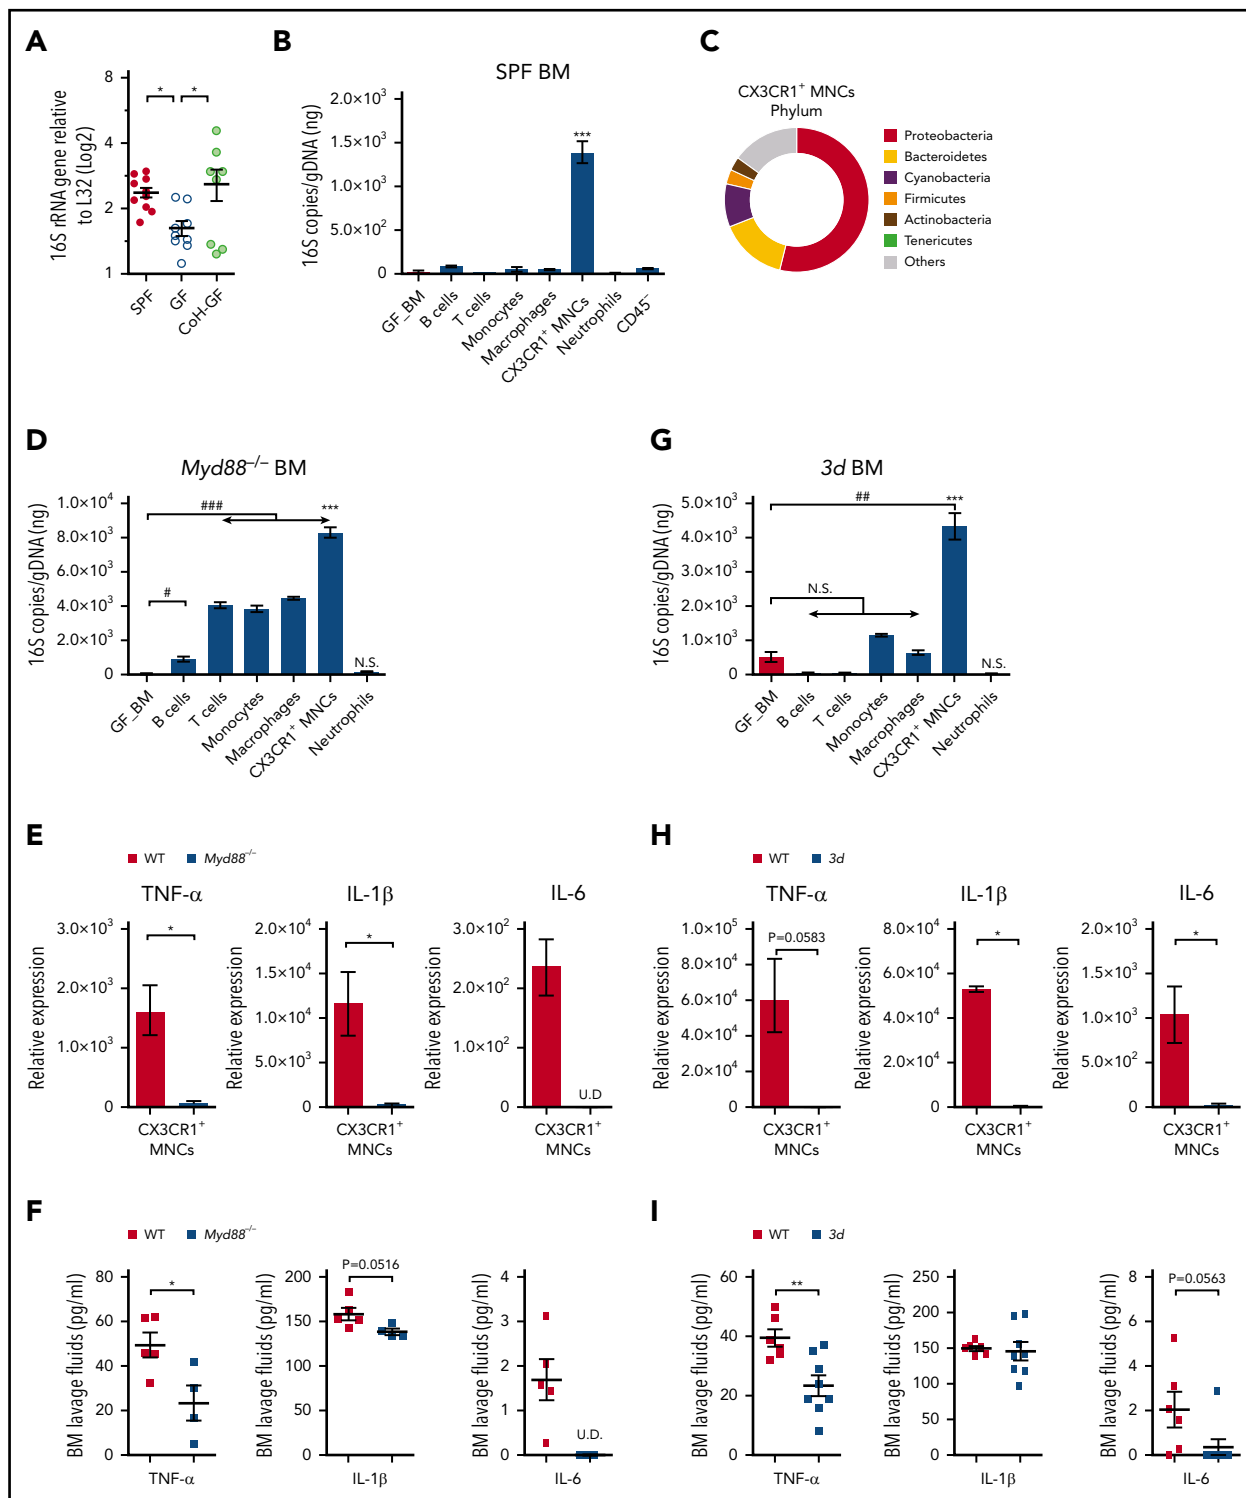 A
16S rRNA gene relative
to L32 (Log2)
8
4
2
1
*
*
SPF
GF
CoH-GF
B
SPF BM
16S copies/gDNA (ng)
2.0×10³
1.5×10³
1.0×10³
5.0×10²
0
***
GF_BM
B cells
T cells
Monocytes
Macrophages
CX3CR1⁺ MNCs
Neutrophils
CD45⁻
C
CX3CR1⁺ MNCs
Phylum
Proteobacteria
Bacteroidetes
Cyanobacteria
Firmicutes
Actinobacteria
Tenericutes
Others
D
Myd88⁻/⁻ BM
16S copies/gDNA (ng)
1.0×10⁴
8.0×10³
6.0×10³
4.0×10³
2.0×10³
0
###
***
#
N.S.
GF_BM
B cells
T cells
Monocytes
Macrophages
CX3CR1⁺ MNCs
Neutrophils
G
3d BM
16S copies/gDNA (ng)
5.0×10³
4.0×10³
3.0×10³
2.0×10³
1.0×10³
0
##
***
N.S.
N.S.
GF_BM
B cells
T cells
Monocytes
Macrophages
CX3CR1⁺ MNCs
Neutrophils
E
WT
Myd88⁻/⁻
TNF-α
Relative expression
3.0×10³
2.0×10³
1.0×10³
0
*
CX3CR1⁺
MNCs
IL-1β
Relative expression
2.0×10⁴
1.5×10⁴
1.0×10⁴
5.0×10³
0
*
CX3CR1⁺
MNCs
IL-6
Relative expression
3.0×10²
2.0×10²
1.0×10²
0
U.D
CX3CR1⁺
MNCs
H
WT
3d
TNF-α
Relative expression
1.0×10⁵
8.0×10⁴
6.0×10⁴
4.0×10⁴
2.0×10⁴
0
P=0.0583
CX3CR1⁺
MNCs
IL-1β
Relative expression
8.0×10⁴
6.0×10⁴
4.0×10⁴
2.0×10⁴
0
*
CX3CR1⁺
MNCs
IL-6
Relative expression
2.0×10³
1.5×10³
1.0×10³
5.0×10²
0
*
CX3CR1⁺
MNCs
F
WT
Myd88⁻/⁻
BM lavage fluids (pg/ml)
80
60
40
20
0
*
TNF-α
BM lavage fluids (pg/ml)
200
150
100
50
0
P=0.0516
IL-1β
BM lavage fluids (pg/ml)
4
3
2
1
0
U.D.
IL-6
I
WT
3d
BM lavage fluids (pg/ml)
60
40
20
0
**
TNF-α
BM lavage fluids (pg/ml)
250
200
150
100
50
0
IL-1β
BM lavage fluids (pg/ml)
8
6
4
2
0
P=0.0563
IL-6